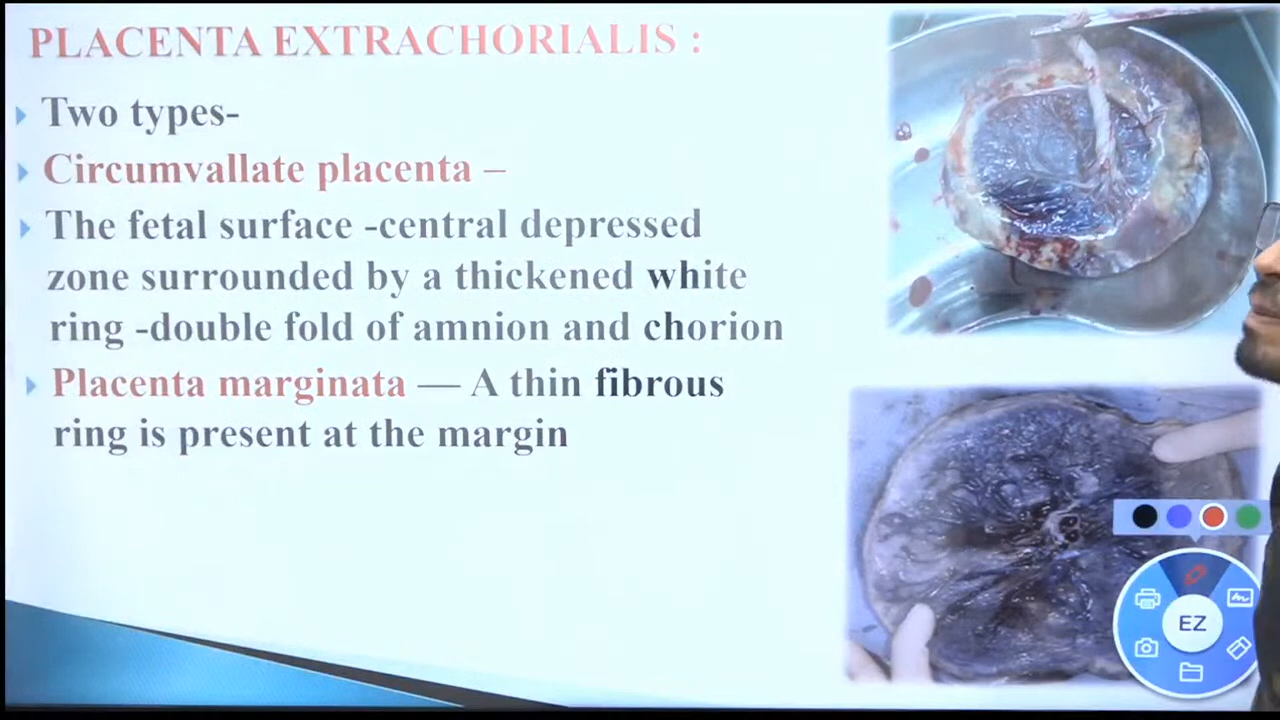 PLACENTA EXTRACHORIALIS :
Two types-
Circumvallate placenta –
The fetal surface -central depressed
zone surrounded by a thickened white
ring -double fold of amnion and chorion
Placenta marginata — A thin fibrous
ring is present at the margin
EZ